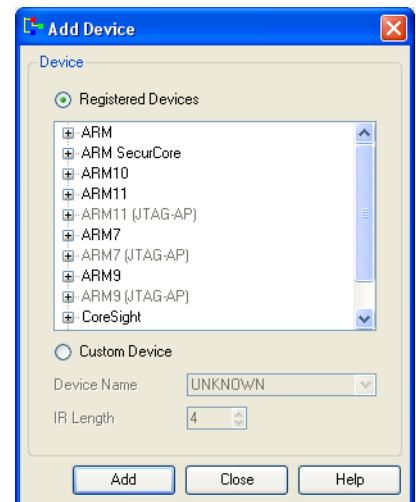 Add Device
Device
Registered Devices
ARM
ARM SecurCore
ARM10
ARM11
ARM11 (JTAG-AP)
ARM7
ARM7 (JTAG-AP)
ARM9
ARM9 (JTAG-AP)
CoreSight
Custom Device
Device Name UNKNOWN
IR Length 4
Add Close Help